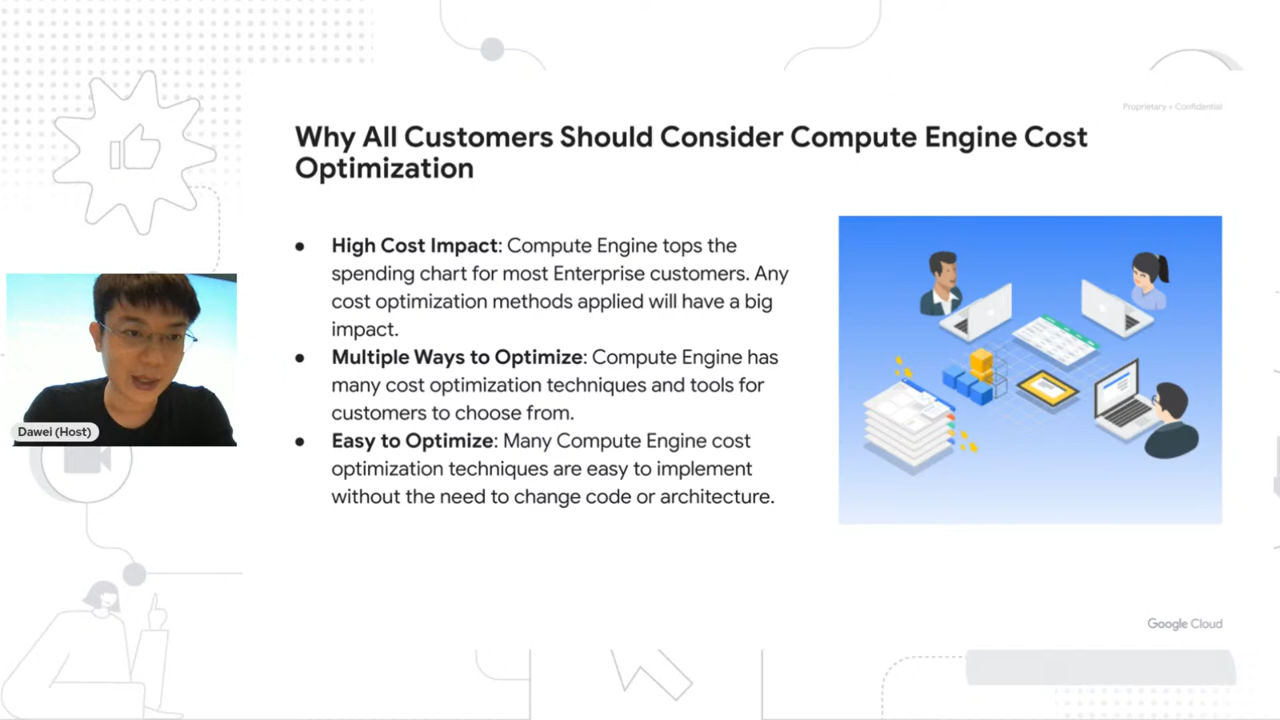 Proprietary + Confidential
Why All Customers Should Consider Compute Engine Cost
Optimization
● High Cost Impact: Compute Engine tops the
spending chart for most Enterprise customers. Any
cost optimization methods applied will have a big
impact.
● Multiple Ways to Optimize: Compute Engine has
many cost optimization techniques and tools for
customers to choose from.
● Easy to Optimize: Many Compute Engine cost
optimization techniques are easy to implement
without the need to change code or architecture.
Dawei (Host)
Google Cloud